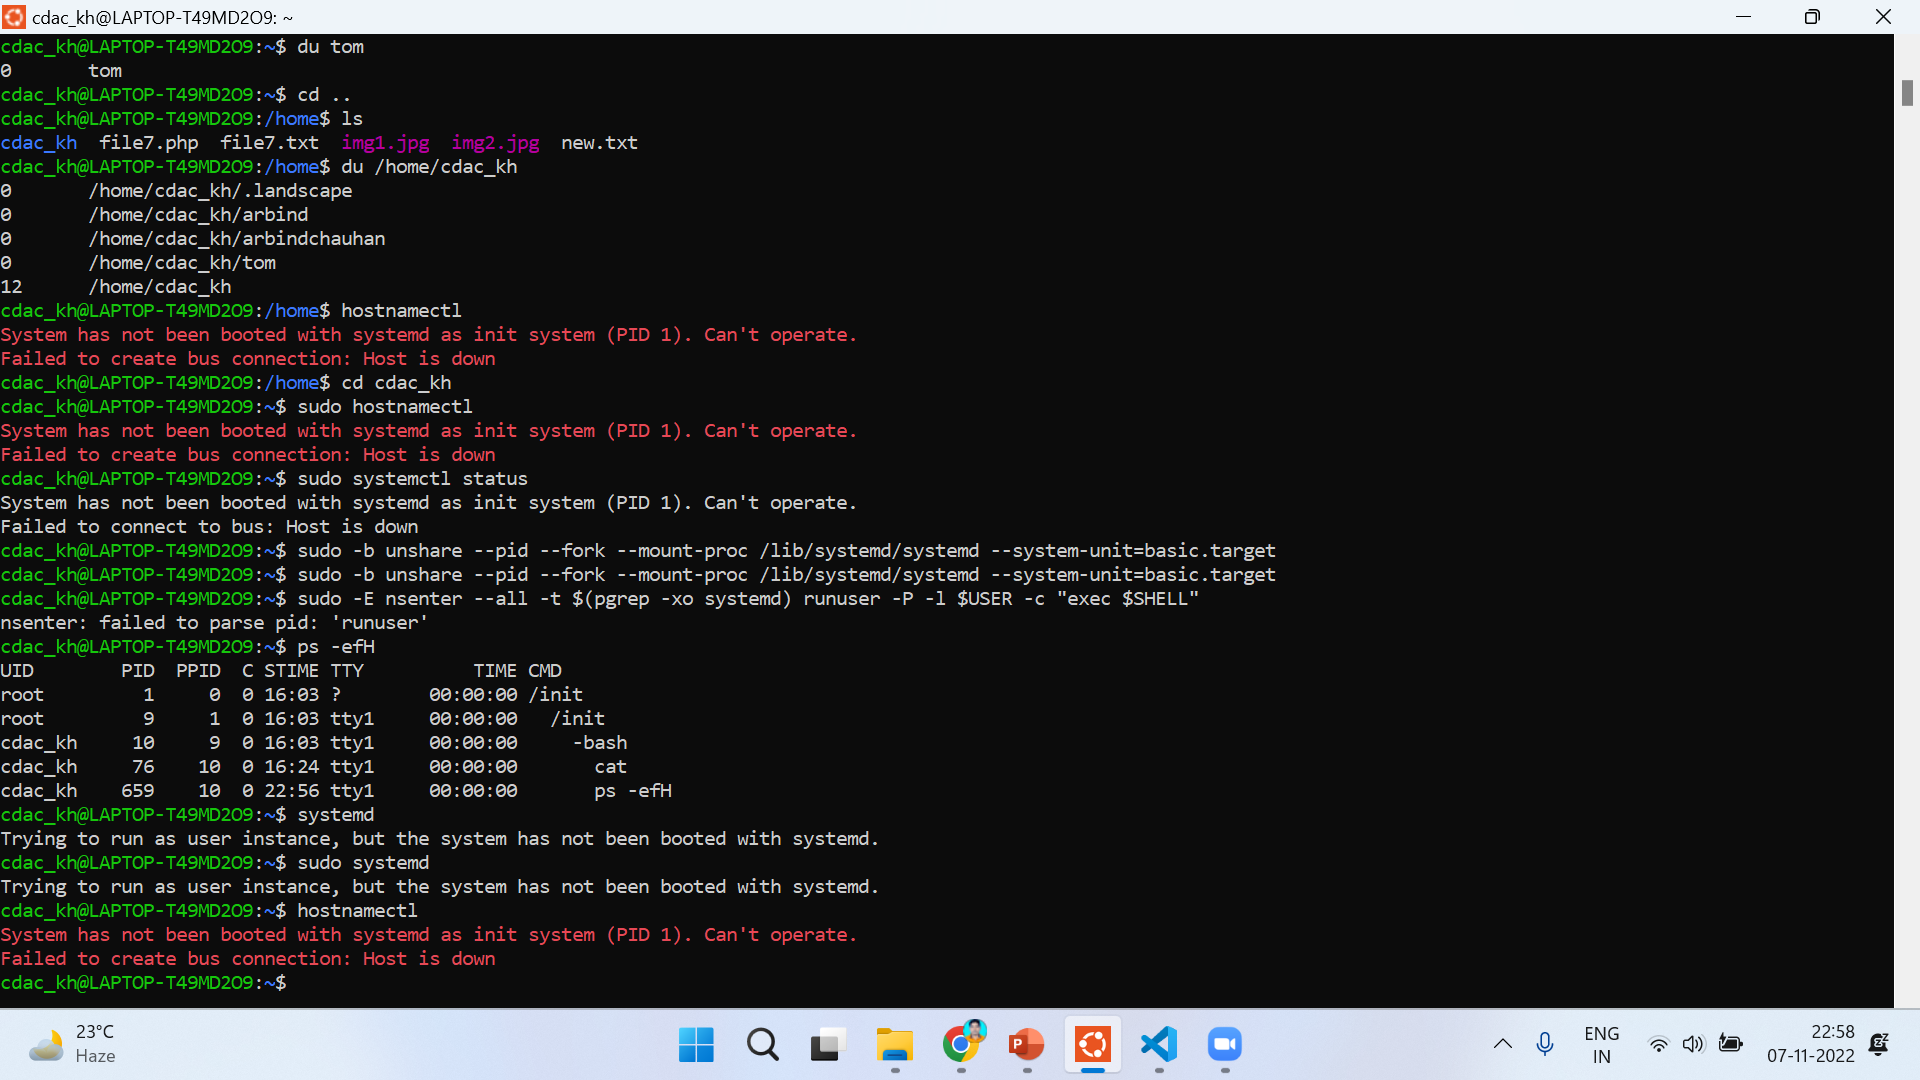 cdac_kh@LAPTOP-T49MD2O9: ~
cdac_kh@LAPTOP-T49MD2O9:~$ du tom
0       tom
cdac_kh@LAPTOP-T49MD2O9:~$ cd ..
cdac_kh@LAPTOP-T49MD2O9:/home$ ls
cdac_kh  file7.php  file7.txt  img1.jpg  img2.jpg  new.txt
cdac_kh@LAPTOP-T49MD2O9:/home$ du /home/cdac_kh
0       /home/cdac_kh/.landscape
0       /home/cdac_kh/arbind
0       /home/cdac_kh/arbindchauhan
0       /home/cdac_kh/tom
12      /home/cdac_kh
cdac_kh@LAPTOP-T49MD2O9:/home$ hostnamectl
System has not been booted with systemd as init system (PID 1). Can't operate.
Failed to create bus connection: Host is down
cdac_kh@LAPTOP-T49MD2O9:/home$ cd cdac_kh
cdac_kh@LAPTOP-T49MD2O9:~$ sudo hostnamectl
System has not been booted with systemd as init system (PID 1). Can't operate.
Failed to create bus connection: Host is down
cdac_kh@LAPTOP-T49MD2O9:~$ sudo systemctl status
System has not been booted with systemd as init system (PID 1). Can't operate.
Failed to connect to bus: Host is down
cdac_kh@LAPTOP-T49MD2O9:~$ sudo -b unshare --pid --fork --mount-proc /lib/systemd/systemd --system-unit=basic.target
cdac_kh@LAPTOP-T49MD2O9:~$ sudo -b unshare --pid --fork --mount-proc /lib/systemd/systemd --system-unit=basic.target
cdac_kh@LAPTOP-T49MD2O9:~$ sudo -E nsenter --all -t $(pgrep -xo systemd) runuser -P -l $USER -c "exec $SHELL"
nsenter: failed to parse pid: 'runuser'
cdac_kh@LAPTOP-T49MD2O9:~$ ps -efH
UID        PID  PPID  C STIME TTY          TIME CMD
root         1     0  0 16:03 ?        00:00:00 /init
root         9     1  0 16:03 tty1     00:00:00   /init
cdac_kh     10     9  0 16:03 tty1     00:00:00     -bash
cdac_kh     76    10  0 16:24 tty1     00:00:00       cat
cdac_kh    659    10  0 22:56 tty1     00:00:00       ps -efH
cdac_kh@LAPTOP-T49MD2O9:~$ systemd
Trying to run as user instance, but the system has not been booted with systemd.
cdac_kh@LAPTOP-T49MD2O9:~$ sudo systemd
Trying to run as user instance, but the system has not been booted with systemd.
cdac_kh@LAPTOP-T49MD2O9:~$ hostnamectl
System has not been booted with systemd as init system (PID 1). Can't operate.
Failed to create bus connection: Host is down
cdac_kh@LAPTOP-T49MD2O9:~$
23°C
Haze
P
ENG
IN
22:58
07-11-2022